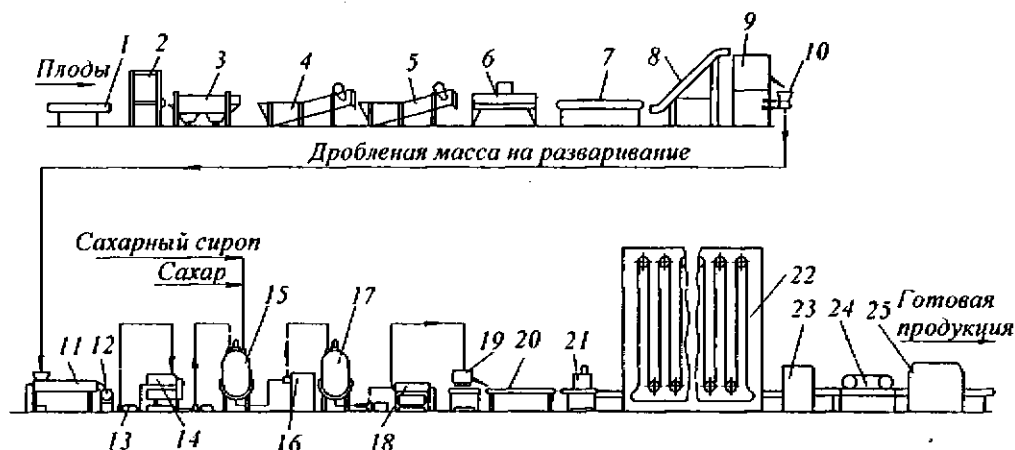 1 2 3 4 5 6 7 8 9 10
Плоды
Дробленая масса на разваривание
Сахарный сироп
Сахар
11 12 15 17 19 20 21 22 23 24 25
Готовая
продукция
13 14 16 18